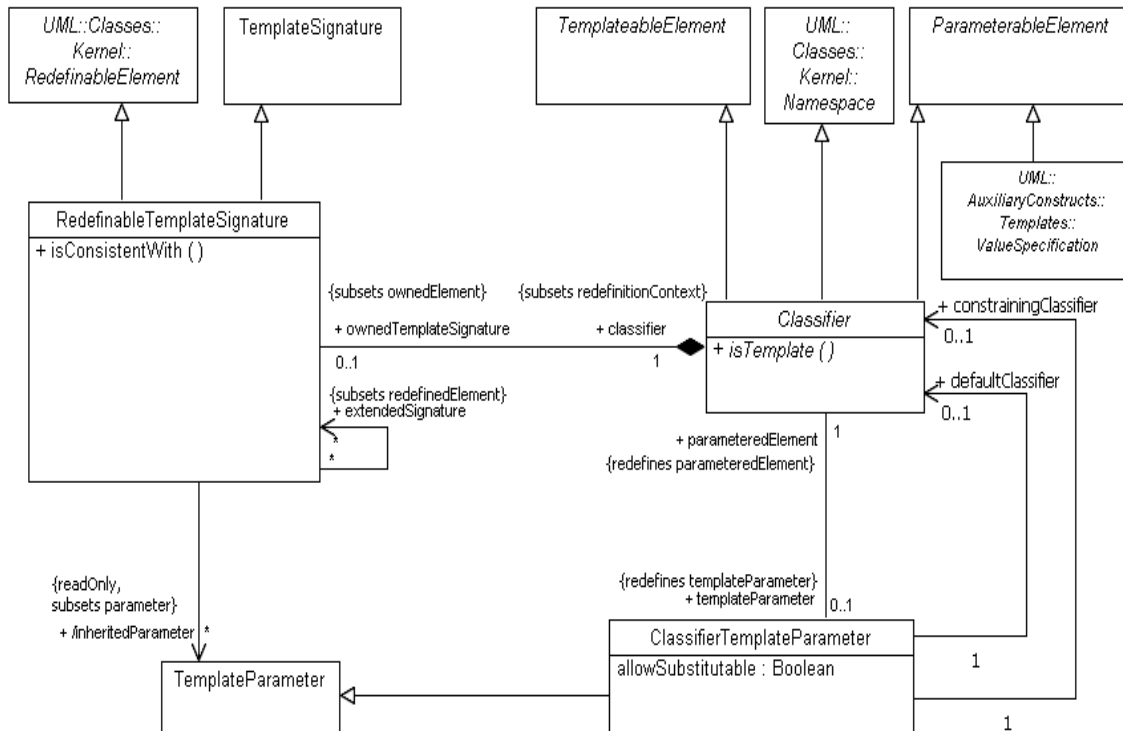 UML::Classes::
Kernel::
RedefinableElement
TemplateSignature
TemplateableElement
UML::
Classes::
Kernel::
Namespace
ParameterableElement
UML::
AuxiliaryConstructs::
Templates::
ValueSpecification
RedefinableTemplateSignature
+ isConsistentWith ( )
{subsets ownedElement}
{subsets redefinitionContext}
+ ownedTemplateSignature
+ classifier
0..1
1
Classifier
+ isTemplate ( )
+ constrainingClassifier
0..1
+ defaultClassifier
0..1
{subsets redefinedElement}
+ extendedSignature
*
*
+ parameteredElement
1
{redefines parameteredElement}
{readOnly,
subsets parameter}
+ /inheritedParameter
*
{redefines templateParameter}
+ templateParameter
0..1
TemplateParameter
ClassifierTemplateParameter
allowSubstitutable : Boolean
1
1